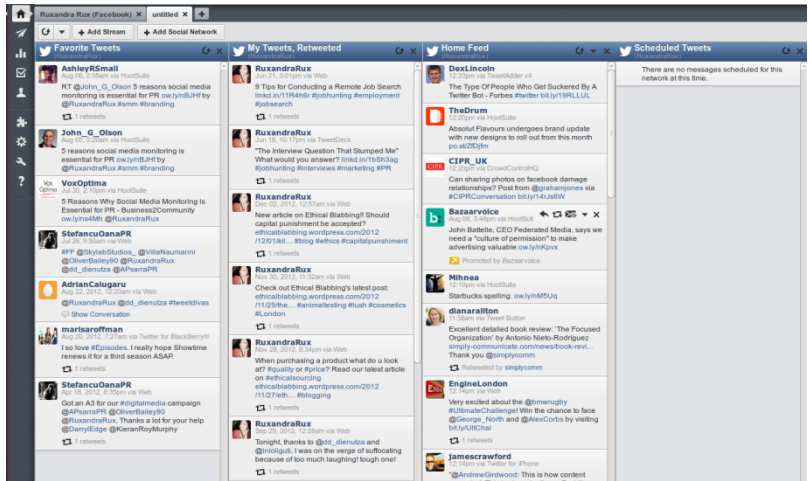 Ruxandra Rux (Facebook) × untitled × +
+ Add Stream + Add Social Network
Favorite Tweets
(RuxandraRux)
AshleyRSmall
Aug 06, 2:05am via HootSuite
RT @John_G_Olson 5 reasons social media
monitoring is essential for PR ow.ly/nBJHf by
@RuxandraRux #smm #branding
1 retweets
John_G_Olson
Aug 05, 9:20am via HootSuite
5 reasons social media monitoring is
essential for PR ow.ly/nBJHf by
@RuxandraRux #smm #branding
VoxOptima
Jul 30, 2:10pm via HootSuite
5 Reasons Why Social Media Monitoring is
Essential for PR - Business2Community
ow.ly/ns4Mh @RuxandraRux
StefancuOanaPR
Jul 26, 9:50am via Web
#FF @SkylabStudios_ @VillaNaumanni
@OliverBailey90 @RuxandraRux
@dd_dienutza @APsarraPR
AdrianCalugaru
Aug 22, 2012, 12:20am via Web
@RuxandraRux @dd_dienutza #tweetdivas
Show Conversation
marisaroffman
Aug 20, 2012, 7:27am via Twitter for BlackBerry®
I so love #Episodes. I really hope Showtime
renews it for a third season ASAP.
1 retweets
StefancuOanaPR
Apr 18, 2012, 8:35pm via Web
Got an A3 for our #digitalmedia campaign
@APsarraPR @OliverBailey90
@RuxandraRux. Thanks a lot for your help
@DarrylEdge @KieranRoyMurphy
1 retweets
My Tweets, Retweeted
(RuxandraRux)
RuxandraRux
Jun 21, 3:01pm via Web
9 Tips for Conducting a Remote Job Search
linkd.in/11R4h6r #jobhunting #employment
#jobsearch
1 retweets
RuxandraRux
Jun 18, 10:17pm via TweetDeck
"The Interview Question That Stumped Me"
What would you answer? linkd.in/1bSh3ag
#jobhunting #interviews #marketing #PR
1 retweets
RuxandraRux
Dec 02, 2012, 12:57am via Web
New article on Ethical Blabbing!! Should
capital punishment be accepted?
ethicalblabbing.wordpress.com/2012
/12/01/kil... #blog #ethics #capitalpunishment
1 retweets
RuxandraRux
Nov 30, 2012, 11:32am via Web
Check out Ethical Blabbing's latest post:
ethicalblabbing.wordpress.com/2012
/11/29/the... #animaltesting #lush #cosmetics
#London
1 retweets
RuxandraRux
Nov 28, 2012, 8:34pm via Web
When purchasing a product what do u look
at? #quality or #price? Read our latest article
on #ethicalsourcing
ethicalblabbing.wordpress.com/2012
/11/27/eth... #blogging
1 retweets
RuxandraRux
Sep 29, 2012, 12:28am via Web
Tonight, thanks to @dd_dienutza and
@inioligult, I was on the verge of suffocating
because of too much laughing! tough one!
1 retweets
Home Feed
(RuxandraRux)
DexLincoln
12:20pm via TweetAdder v4
The Type Of People Who Get Suckered By A
Twitter Bot - Forbes #twitter bit.ly/19RLLUL
TheDrum
12:20pm via HootSuite
Absolut Flavours undergoes brand update
with new designs to roll out from this month
po.st/ZfDjfm
CIPR_UK
12:20pm via CrowdControlHQ
Can sharing photos on facebook damage
relationships? Post from @grahamjones via
#CIPRConversation bit.ly/14rJs6W
Bazaarvoice
Aug 06, 3:48pm via HootSuit
John Battelle, CEO Federated Media, says we
need a "culture of permission" to make
advertising valuable ow.ly/nKpvx
Promoted by Bazaarvoice
Mihnea
12:19pm via HootSuite
Starbucks spelling. ow.ly/hM5Uq
dianarailton
11:58am via Tweet Button
Excellent detailed book review: 'The Focused
Organization' by Antonio Nieto-Rodriguez
simply-communicate.com/news/book-revi...
Thank you @simplycomm
Retweeted by simplycomm
EngineLondon
12:14pm via Web
Very excited about the @bmwrugby
#UltimateChallenge! Win the chance to face
@George_North and @AlexCorbs by visiting
bit.ly/UltChal
1 retweets
jamescrawford
12:14pm via Twitter for iPhone
"@AndrewGirdwood: This is how content
Scheduled Tweets
(RuxandraRux)
There are no messages scheduled for this
network at this time.